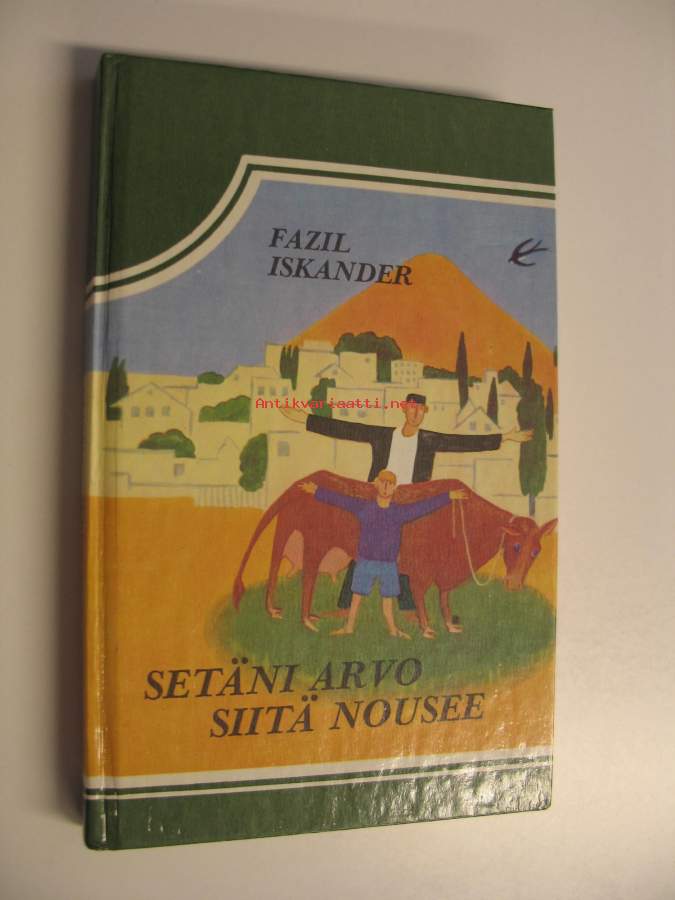 FAZIL
ISKANDER
Antikvariaatti.net
SETÄNI ARVO
SIITÄ NOUSEE